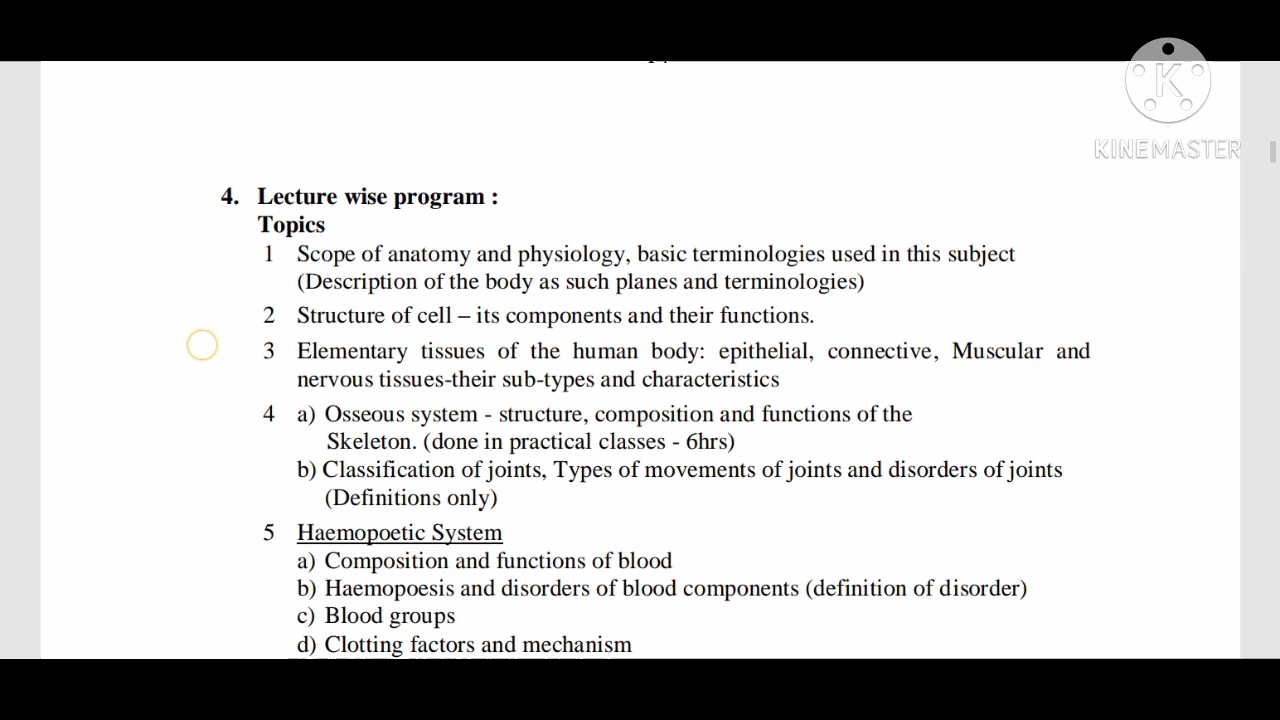 KINEMASTER
4. Lecture wise program :
Topics
1 Scope of anatomy and physiology, basic terminologies used in this subject
(Description of the body as such planes and terminologies)
2 Structure of cell – its components and their functions.
3 Elementary tissues of the human body: epithelial, connective, Muscular and
nervous tissues-their sub-types and characteristics
4 a) Osseous system - structure, composition and functions of the
Skeleton. (done in practical classes - 6hrs)
b) Classification of joints, Types of movements of joints and disorders of joints
(Definitions only)
5 Haemopoetic System
a) Composition and functions of blood
b) Haemopoesis and disorders of blood components (definition of disorder)
c) Blood groups
d) Clotting factors and mechanism